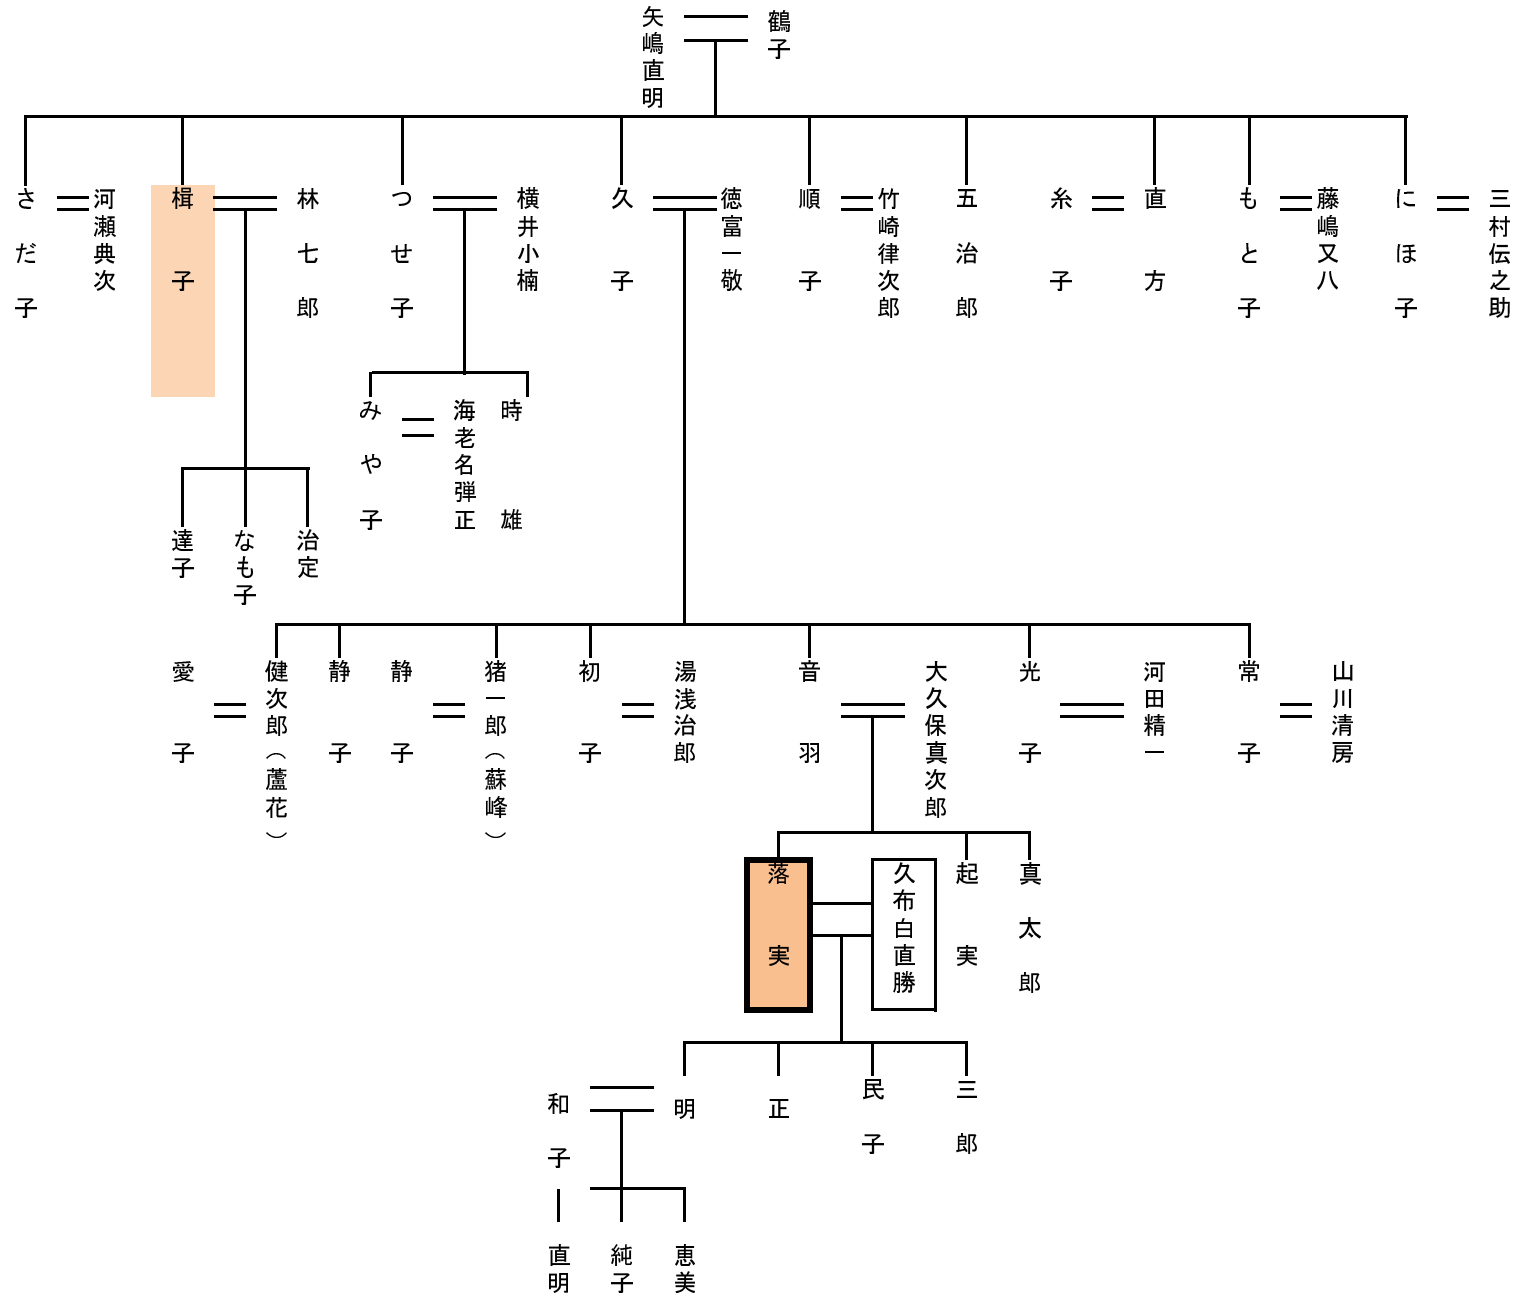 鶴子
矢嶋直明
三村伝之助
にほ子
藤嶋又八
もと子
直方
糸子
五治郎
竹崎律次郎
順子
徳富一敬
久子
横井小楠
つせ子
林七郎
楫子
河瀬典次
さだ子
時雄
海老名弾正
みや子
治定
なも子
達子
山川清房
常子
河田精一
光子
大久保真次郎
音羽
湯浅治郎
初子
猪一郎（蘇峰）
静子
静子
健次郎（蘆花）
愛子
真太郎
起実
久布白直勝
落実
三郎
民子
正
明
和子
恵美
純子
直明